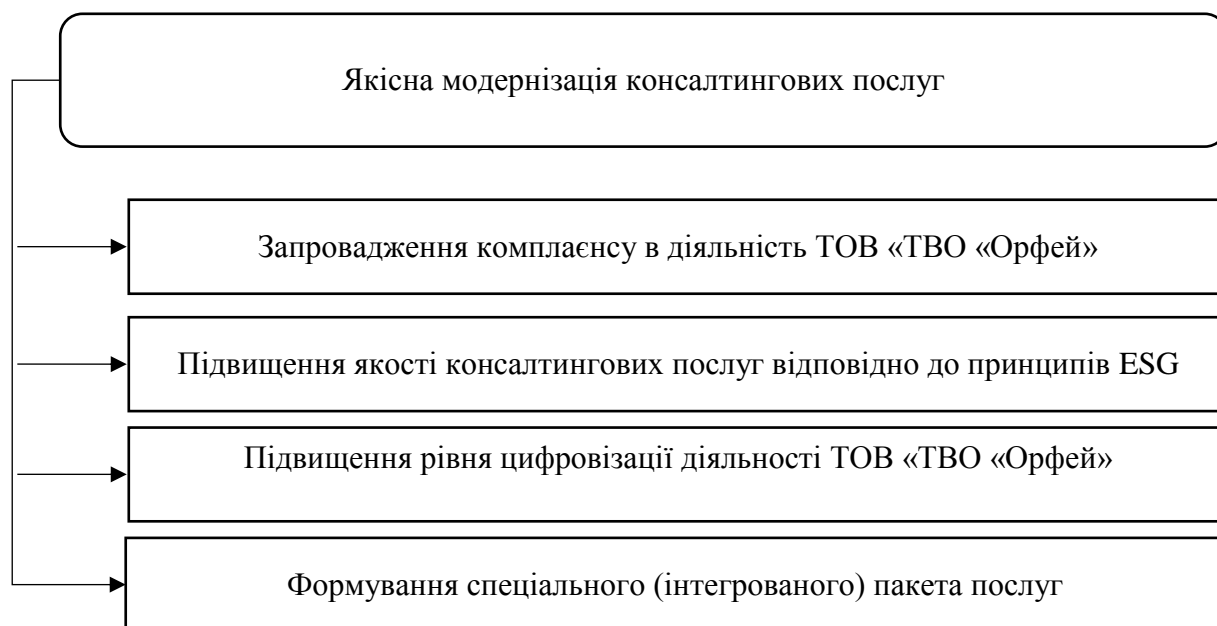 Якісна модернізація консалтингових послуг
Запровадження комплаєнсу в діяльність ТОВ «ТВО «Орфей»
Підвищення якості консалтингових послуг відповідно до принципів ESG
Підвищення рівня цифровізації діяльності ТОВ «ТВО «Орфей»
Формування спеціального (інтегрованого) пакета послуг